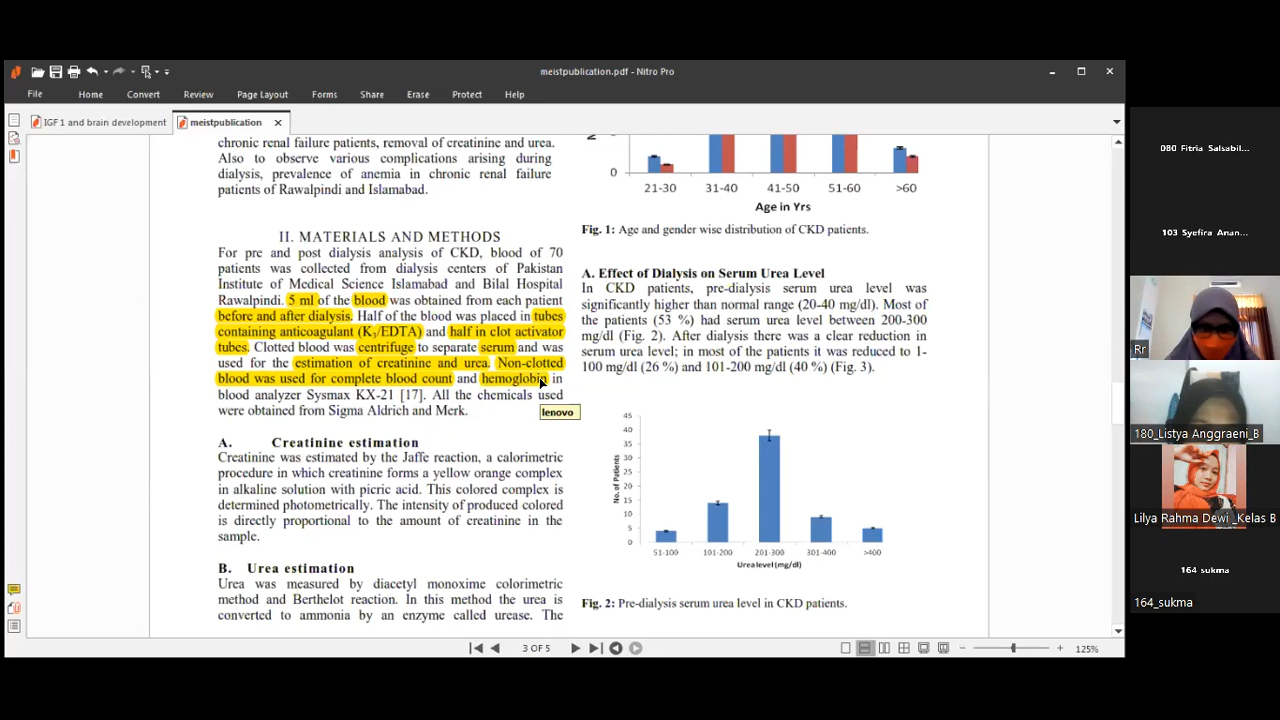 meistpublication.pdf - Nitro Pro
File Home Convert Review Page Layout Forms Share Erase Protect Help
IGF 1 and brain development
meistpublication
chronic renal failure patients, removal of creatinine and urea.
Also to observe various complications arising during
dialysis, prevalence of anemia in chronic renal failure
patients of Rawalpindi and Islamabad.
II. MATERIALS AND METHODS
For pre and post dialysis analysis of CKD, blood of 70
patients was collected from dialysis centers of Pakistan
Institute of Medical Science Islamabad and Bilal Hospital
Rawalpindi. 5 ml of the blood was obtained from each patient
before and after dialysis. Half of the blood was placed in tubes
containing anticoagulant (K3/EDTA) and half in clot activator
tubes. Clotted blood was centrifuge to separate serum and was
used for the estimation of creatinine and urea. Non-clotted
blood was used for complete blood count and hemoglobin in
blood analyzer Sysmax KX-21 [17]. All the chemicals used
were obtained from Sigma Aldrich and Merk.
lenovo
A. Creatinine estimation
Creatinine was estimated by the Jaffe reaction, a calorimetric
procedure in which creatinine forms a yellow orange complex
in alkaline solution with picric acid. This colored complex is
determined photometrically. The intensity of produced colored
is directly proportional to the amount of creatinine in the
sample.
B. Urea estimation
Urea was measured by diacetyl monoxime colorimetric
method and Berthelot reaction. In this method the urea is
converted to ammonia by an enzyme called urease. The
0
21-30 31-40 41-50 51-60 >60
Age in Yrs
Fig. 1: Age and gender wise distribution of CKD patients.
A. Effect of Dialysis on Serum Urea Level
In CKD patients, pre-dialysis serum urea level was
significantly higher than normal range (20-40 mg/dl). Most of
the patients (53 %) had serum urea level between 200-300
mg/dl (Fig. 2). After dialysis there was a clear reduction in
serum urea level; in most of the patients it was reduced to 1-
100 mg/dl (26 %) and 101-200 mg/dl (40 %) (Fig. 3).
No. of Patients
45
40
35
30
25
20
15
10
5
0
51-100 101-200 201-300 301-400 >400
Urea level (mg/dl)
Fig. 2: Pre-dialysis serum urea level in CKD patients.
3 OF 5
125%
080 Fitria Salsabil...
103 Syefira Anan...
Rr
180_Listya Anggraeni_B
Lilya Rahma Dewi _Kelas B
164 sukma
164_sukma